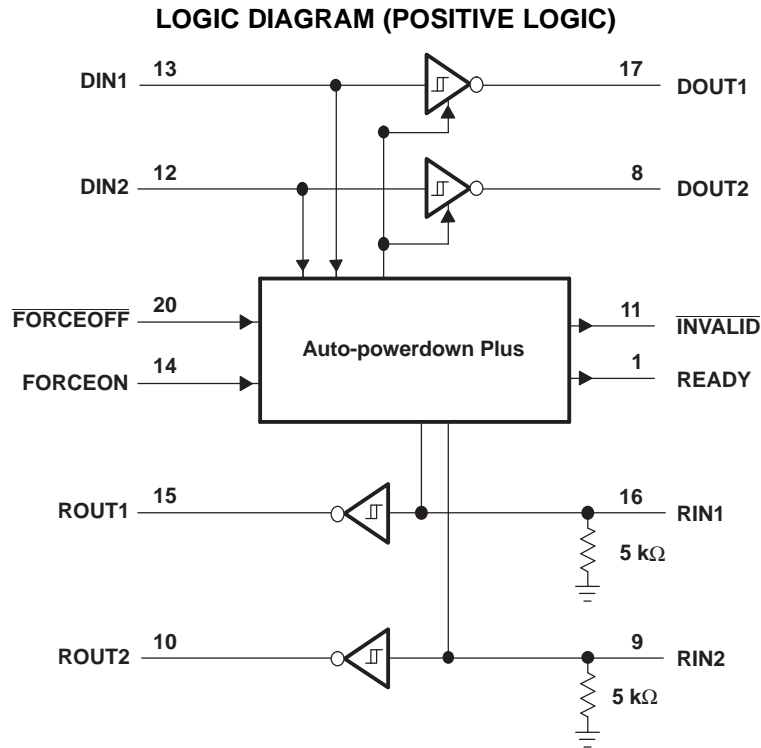 LOGIC DIAGRAM (POSITIVE LOGIC)
DIN1 13 17 DOUT1
DIN2 12 8 DOUT2
FORCEOFF 20 11 INVALID
Auto-powerdown Plus
FORCEON 14 1 READY
ROUT1 15 16 RIN1
5 kΩ
ROUT2 10 9 RIN2
5 kΩ